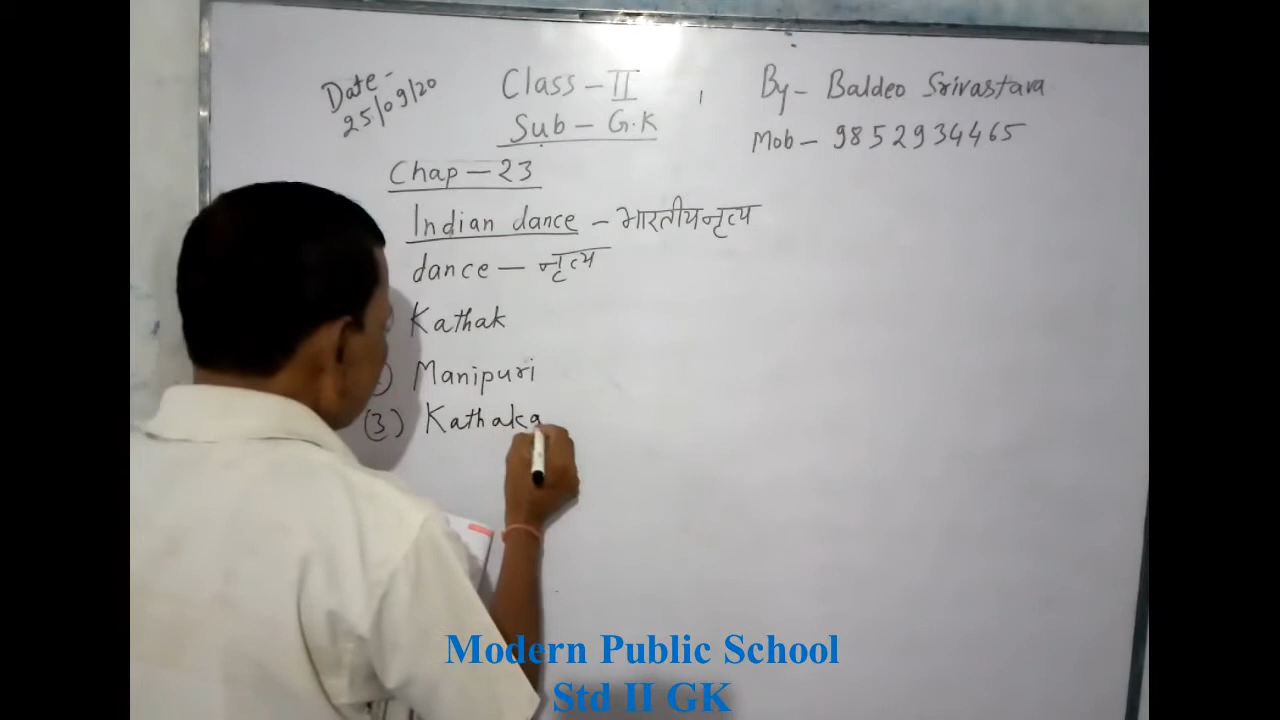 Date-
25/09/20
Class-II
By- Baldeo Srivastava
Sub-G.K
Mob- 9852934465
Chap-23
Indian dance - भारतीय नृत्य
dance - नृत्य
Kathak
) Manipuri
(3) Kathaka
Modern Public School
Std II GK